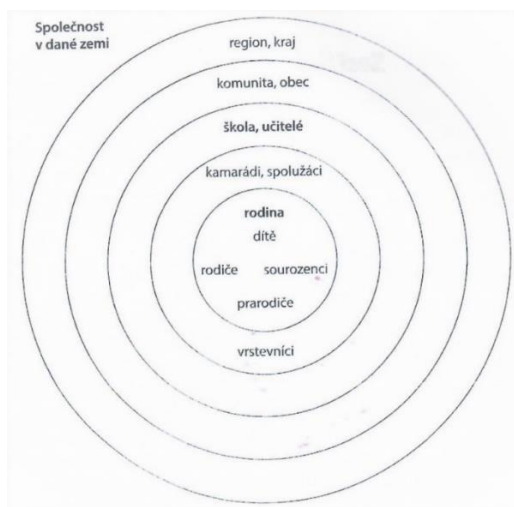 Společnost
v dané zemi
region, kraj
komunita, obec
škola, učitelé
kamarádi, spolužáci
rodina
dítě
rodiče sourozenci
prarodiče
vrstevníci